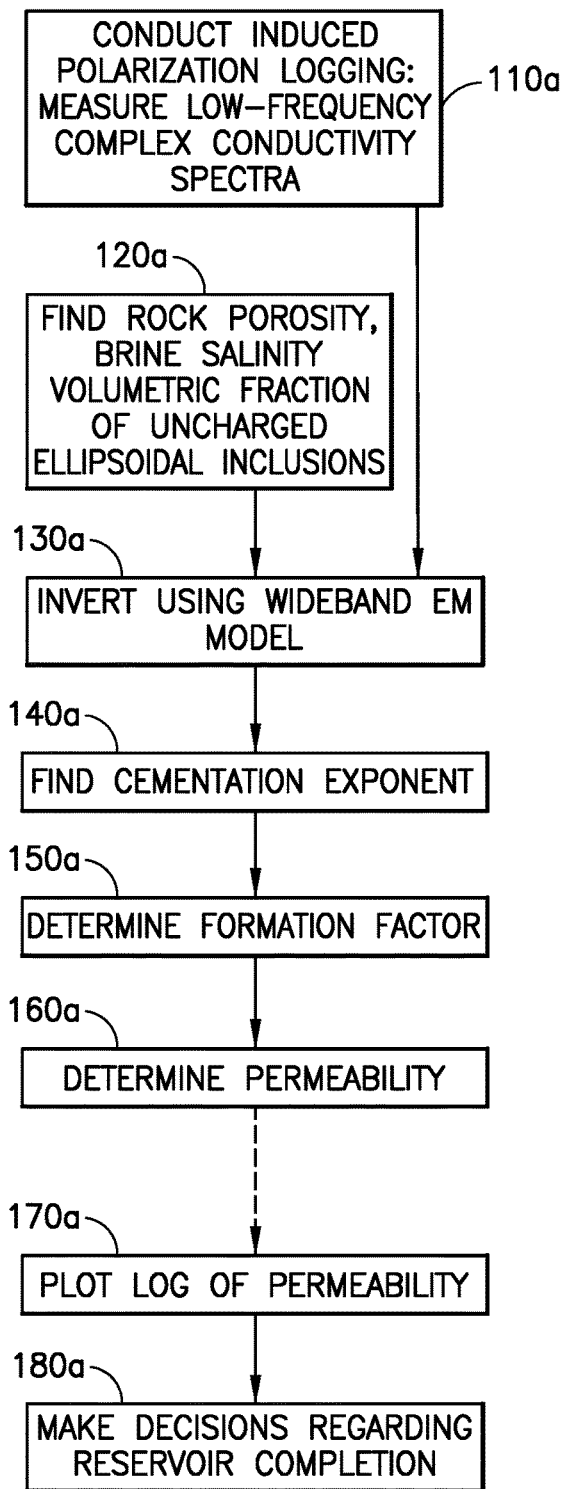 CONDUCT INDUCED
POLARIZATION LOGGING:
MEASURE LOW-FREQUENCY
COMPLEX CONDUCTIVITY
SPECTRA
110a
120a
FIND ROCK POROSITY,
BRINE SALINITY
VOLUMETRIC FRACTION
OF UNCHARGED
ELLIPSOIDAL INCLUSIONS
130a
INVERT USING WIDEBAND EM
MODEL
140a
FIND CEMENTATION EXPONENT
150a
DETERMINE FORMATION FACTOR
160a
DETERMINE PERMEABILITY
170a
PLOT LOG OF PERMEABILITY
180a
MAKE DECISIONS REGARDING
RESERVOIR COMPLETION